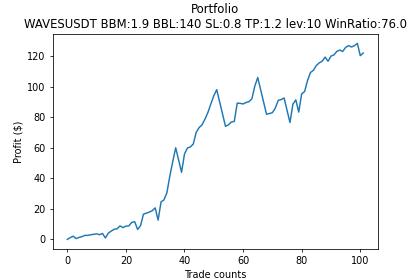 Portfolio
WAVESUSDT BBM:1.9 BBL:140 SL:0.8 TP:1.2 lev:10 WinRatio:76.0
120
100
80
60
40
20
0
Profit ($)
0 20 40 60 80 100
Trade counts